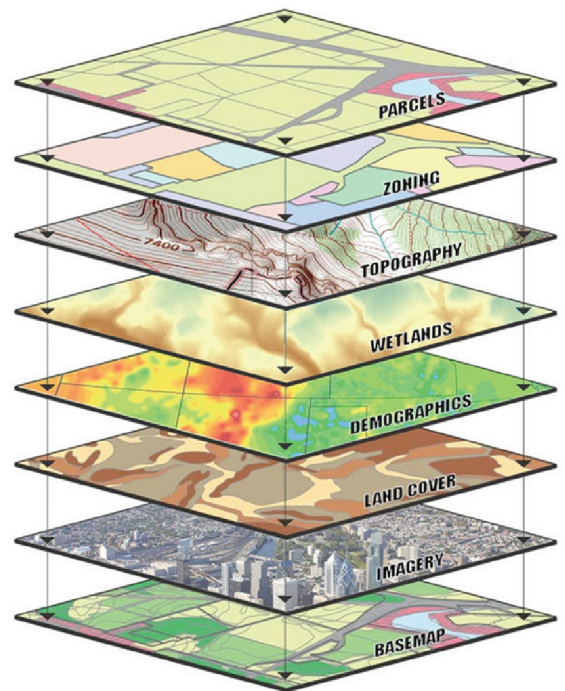 PARCELS
ZONING
7400
TOPOGRAPHY
WETLANDS
DEMOGRAPHICS
LAND COVER
IMAGERY
BASEMAP